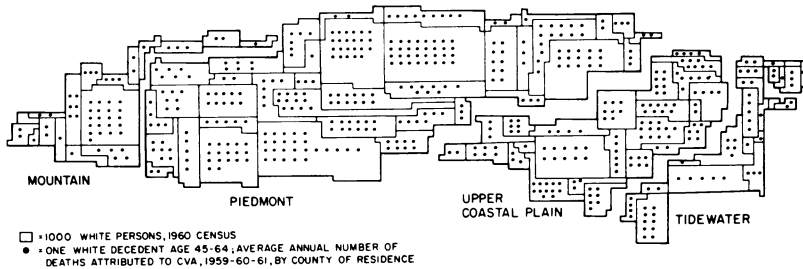 MOUNTAIN
PIEDMONT
UPPER
COASTAL PLAIN
TIDEWATER
= 1000 WHITE PERSONS, 1960 CENSUS
= ONE WHITE DECEDENT AGE 45-64; AVERAGE ANNUAL NUMBER OF
DEATHS ATTRIBUTED TO CVA, 1959-60-61, BY COUNTY OF RESIDENCE